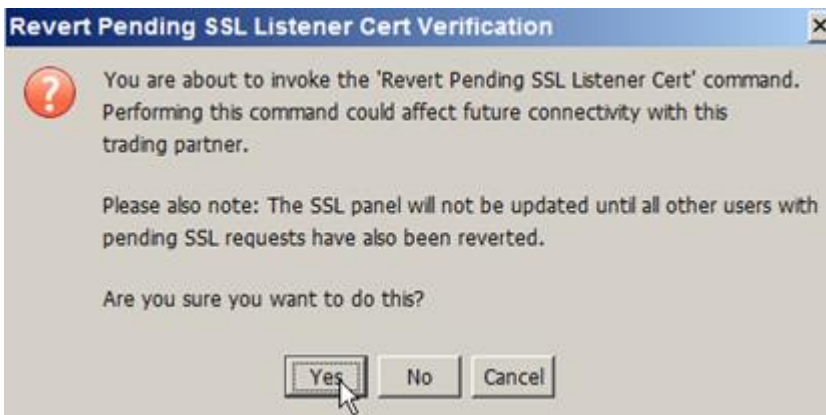 Revert Pending SSL Listener Cert Verification
You are about to invoke the 'Revert Pending SSL Listener Cert' command.
Performing this command could affect future connectivity with this
trading partner.
Please also note: The SSL panel will not be updated until all other users with
pending SSL requests have also been reverted.
Are you sure you want to do this?
Yes No Cancel